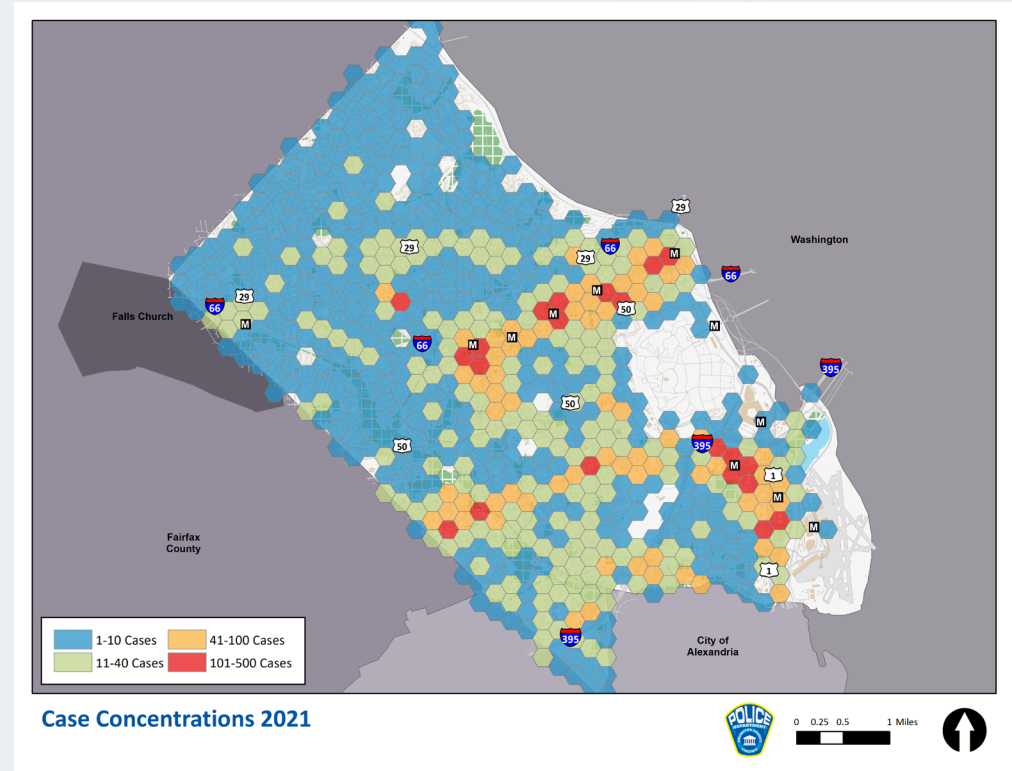 29
66
29
Washington
M
66
29
66
M
29
50
Falls Church
M
M
M
66
M
M
395
50
M
50
395
M
1
M
Fairfax
County
M
1
395
City of
Alexandria
1-10 Cases
41-100 Cases
11-40 Cases
101-500 Cases
Case Concentrations 2021
POLICE
0 0.25 0.5 1 Miles